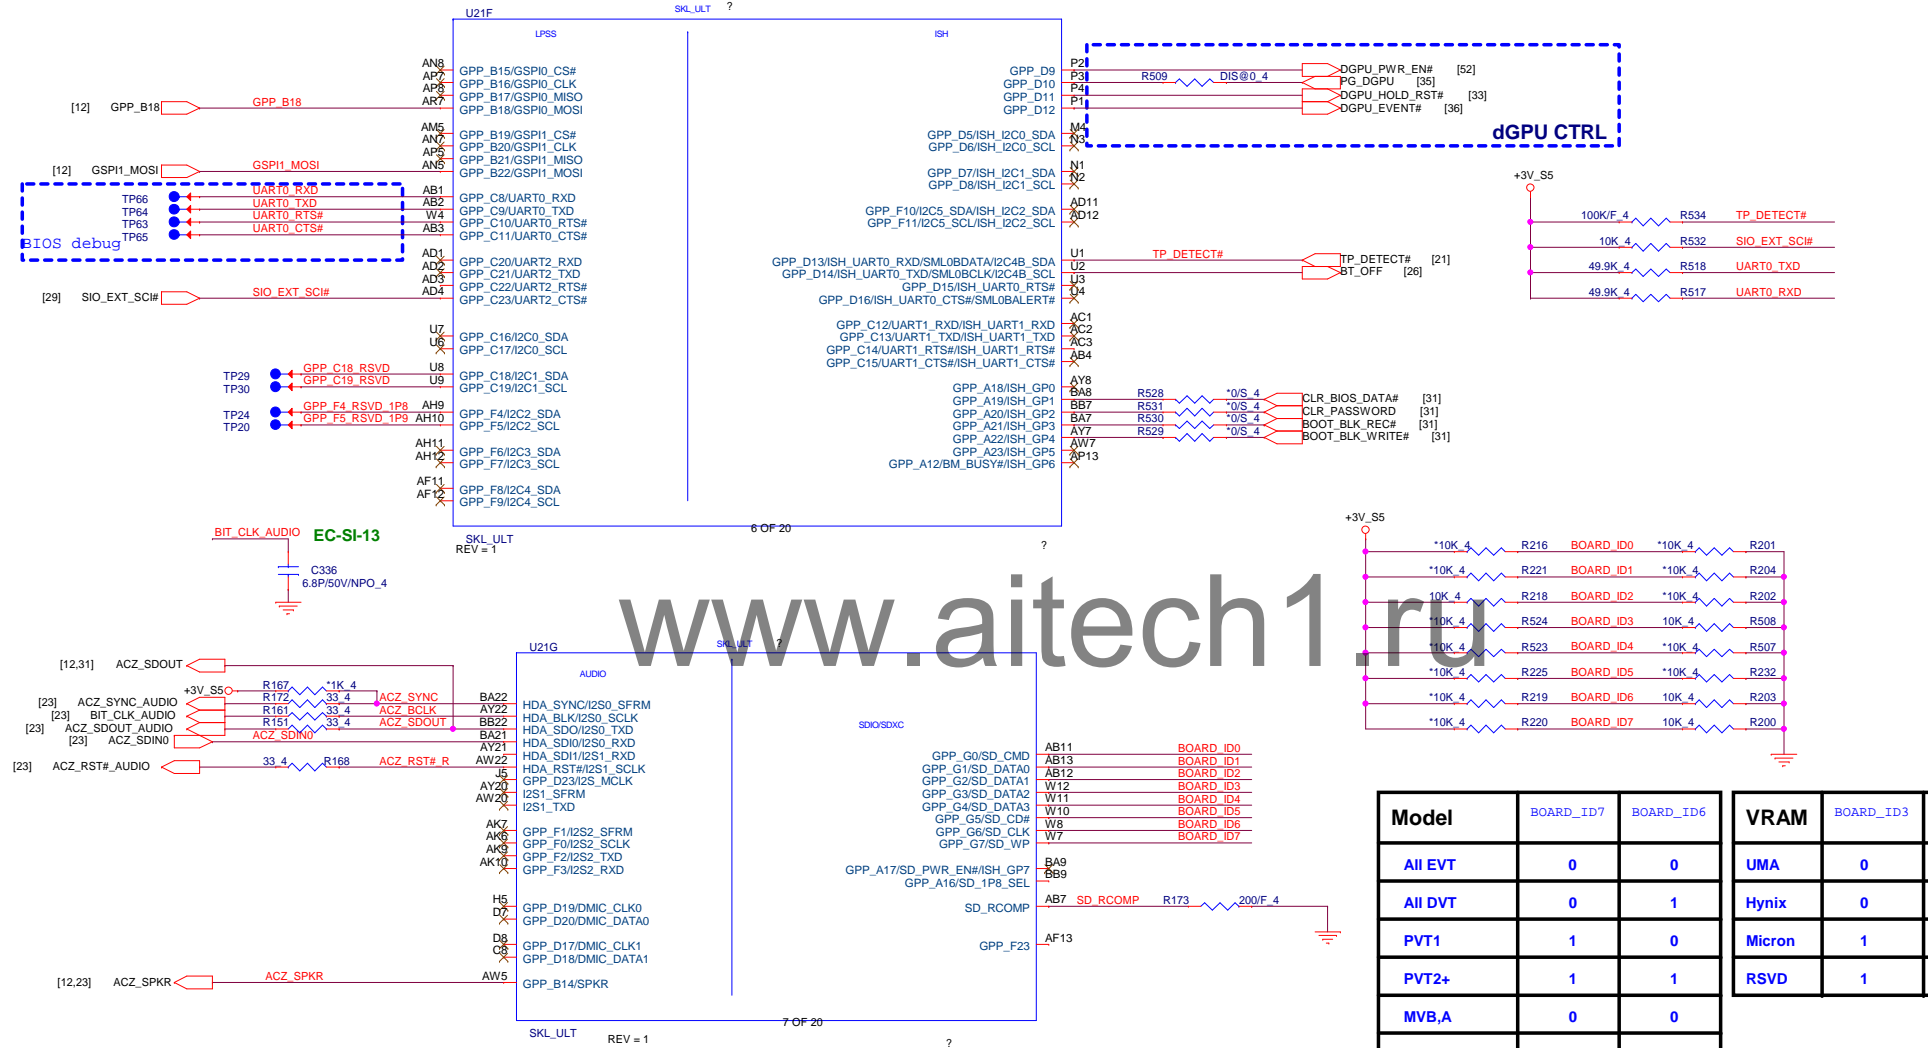 U21F
SKL_ULT ?
LPSS
ISH
AN8 GPP_B15/GSPI0_CS#
AP7 GPP_B16/GSPI0_CLK
AP8 GPP_B17/GSPI0_MISO
[12] GPP_B18 GPP_B18 AR7 GPP_B18/GSPI0_MOSI
AM5 GPP_B19/GSPI1_CS#
AN7 GPP_B20/GSPI1_CLK
AP5 GPP_B21/GSPI1_MISO
[12] GSPI1_MOSI GSPI1_MOSI AN5 GPP_B22/GSPI1_MOSI
TP66 UART0_RXD AB1 GPP_C8/UART0_RXD
TP64 UART0_TXD AB2 GPP_C9/UART0_TXD
TP63 UART0_RTS# W4 GPP_C10/UART0_RTS#
TP65 UART0_CTS# AB3 GPP_C11/UART0_CTS#
BIOS debug
AD1 GPP_C20/UART2_RXD
AD2 GPP_C21/UART2_TXD
AD3 GPP_C22/UART2_RTS#
[29] SIO_EXT_SCI# SIO_EXT_SCI# AD4 GPP_C23/UART2_CTS#
U7 GPP_C16/I2C0_SDA
U6 GPP_C17/I2C0_SCL
TP29 GPP_C18_RSVD U8 GPP_C18/I2C1_SDA
TP30 GPP_C19_RSVD U9 GPP_C19/I2C1_SCL
TP24 GPP_F4_RSVD_1P8 AH9 GPP_F4/I2C2_SDA
TP20 GPP_F5_RSVD_1P9 AH10 GPP_F5/I2C2_SCL
AH11 GPP_F6/I2C3_SDA
AH12 GPP_F7/I2C3_SCL
AF11 GPP_F8/I2C4_SDA
AF12 GPP_F9/I2C4_SCL
GPP_D9 P2 DGPU_PWR_EN# [52]
GPP_D10 P3 R509 DIS@0_4 PG_DGPU [35]
GPP_D11 P4 DGPU_HOLD_RST# [33]
GPP_D12 P1 DGPU_EVENT# [36]
dGPU CTRL
GPP_D5/ISH_I2C0_SDA M4
GPP_D6/ISH_I2C0_SCL N3
GPP_D7/ISH_I2C1_SDA N1
GPP_D8/ISH_I2C1_SCL N2
GPP_F10/I2C5_SDA/ISH_I2C2_SDA AD11
GPP_F11/I2C5_SCL/ISH_I2C2_SCL AD12
GPP_D13/ISH_UART0_RXD/SML0BDATA/I2C4B_SDA U1 TP_DETECT# TP_DETECT# [21]
GPP_D14/ISH_UART0_TXD/SML0BCLK/I2C4B_SCL U2 BT_OFF [26]
GPP_D15/ISH_UART0_RTS# U3
GPP_D16/ISH_UART0_CTS#/SML0BALERT# U4
GPP_C12/UART1_RXD/ISH_UART1_RXD AC1
GPP_C13/UART1_TXD/ISH_UART1_TXD AC2
GPP_C14/UART1_RTS#/ISH_UART1_RTS# AC3
GPP_C15/UART1_CTS#/ISH_UART1_CTS# AB4
GPP_A18/ISH_GP0 AY8
GPP_A19/ISH_GP1 BA8 R528 *0/S_4 CLR_BIOS_DATA# [31]
GPP_A20/ISH_GP2 BB7 R531 *0/S_4 CLR_PASSWORD [31]
GPP_A21/ISH_GP3 BA7 R530 *0/S_4 BOOT_BLK_REC# [31]
GPP_A22/ISH_GP4 AY7 R529 *0/S_4 BOOT_BLK_WRITE# [31]
GPP_A23/ISH_GP5 AW7
GPP_A12/BM_BUSY#/ISH_GP6 AP13
+3V_S5
100K/F_4 R534 TP_DETECT#
10K_4 R532 SIO_EXT_SCI#
49.9K_4 R518 UART0_TXD
49.9K_4 R517 UART0_RXD
SKL_ULT
REV = 1
6 OF 20
?
BIT_CLK_AUDIO EC-SI-13
C336
6.8P/50V/NPO_4
+3V_S5
*10K_4 R216 BOARD_ID0 *10K_4 R201
*10K_4 R221 BOARD_ID1 *10K_4 R204
10K_4 R218 BOARD_ID2 *10K_4 R202
*10K_4 R524 BOARD_ID3 10K_4 R508
*10K_4 R523 BOARD_ID4 *10K_4 R507
*10K_4 R225 BOARD_ID5 *10K_4 R232
*10K_4 R219 BOARD_ID6 10K_4 R203
*10K_4 R220 BOARD_ID7 10K_4 R200
www.aitech1.ru
U21G
SKL_ULT ?
AUDIO
SDIO/SDXC
[12,31] ACZ_SDOUT
+3V_S5 R167 *1K_4
[23] ACZ_SYNC_AUDIO R172 33_4 ACZ_SYNC BA22 HDA_SYNC/I2S0_SFRM
[23] BIT_CLK_AUDIO R161 33_4 ACZ_BCLK AY22 HDA_BLK/I2S0_SCLK
[23] ACZ_SDOUT_AUDIO R151 33_4 ACZ_SDOUT BB22 HDA_SDO/I2S0_TXD
[23] ACZ_SDIN0 ACZ_SDIN0 BA21 HDA_SDI0/I2S0_RXD
AY21 HDA_SDI1/I2S1_RXD
[23] ACZ_RST#_AUDIO 33_4 R168 ACZ_RST#_R AW22 HDA_RST#/I2S1_SCLK
J5 GPP_D23/I2S_MCLK
AY20 I2S1_SFRM
AW20 I2S1_TXD
AK7 GPP_F1/I2S2_SFRM
AK6 GPP_F0/I2S2_SCLK
AK9 GPP_F2/I2S2_TXD
AK10 GPP_F3/I2S2_RXD
H5 GPP_D19/DMIC_CLK0
D7 GPP_D20/DMIC_DATA0
D8 GPP_D17/DMIC_CLK1
C8 GPP_D18/DMIC_DATA1
[12,23] ACZ_SPKR ACZ_SPKR AW5 GPP_B14/SPKR
GPP_G0/SD_CMD AB11 BOARD_ID0
GPP_G1/SD_DATA0 AB13 BOARD_ID1
GPP_G2/SD_DATA1 AB12 BOARD_ID2
GPP_G3/SD_DATA2 W12 BOARD_ID3
GPP_G4/SD_DATA3 W11 BOARD_ID4
GPP_G5/SD_CD# W10 BOARD_ID5
GPP_G6/SD_CLK W8 BOARD_ID6
GPP_G7/SD_WP W7 BOARD_ID7
GPP_A17/SD_PWR_EN#/ISH_GP7 BA9
GPP_A16/SD_1P8_SEL BB9
SD_RCOMP AB7 SD_RCOMP R173 200/F_4
GPP_F23 AF13
SKL_ULT
REV = 1
7 OF 20
?
Model BOARD_ID7 BOARD_ID6
All EVT 0 0
All DVT 0 1
PVT1 1 0
PVT2+ 1 1
MVB,A 0 0
VRAM BOARD_ID3
UMA 0
Hynix 0
Micron 1
RSVD 1